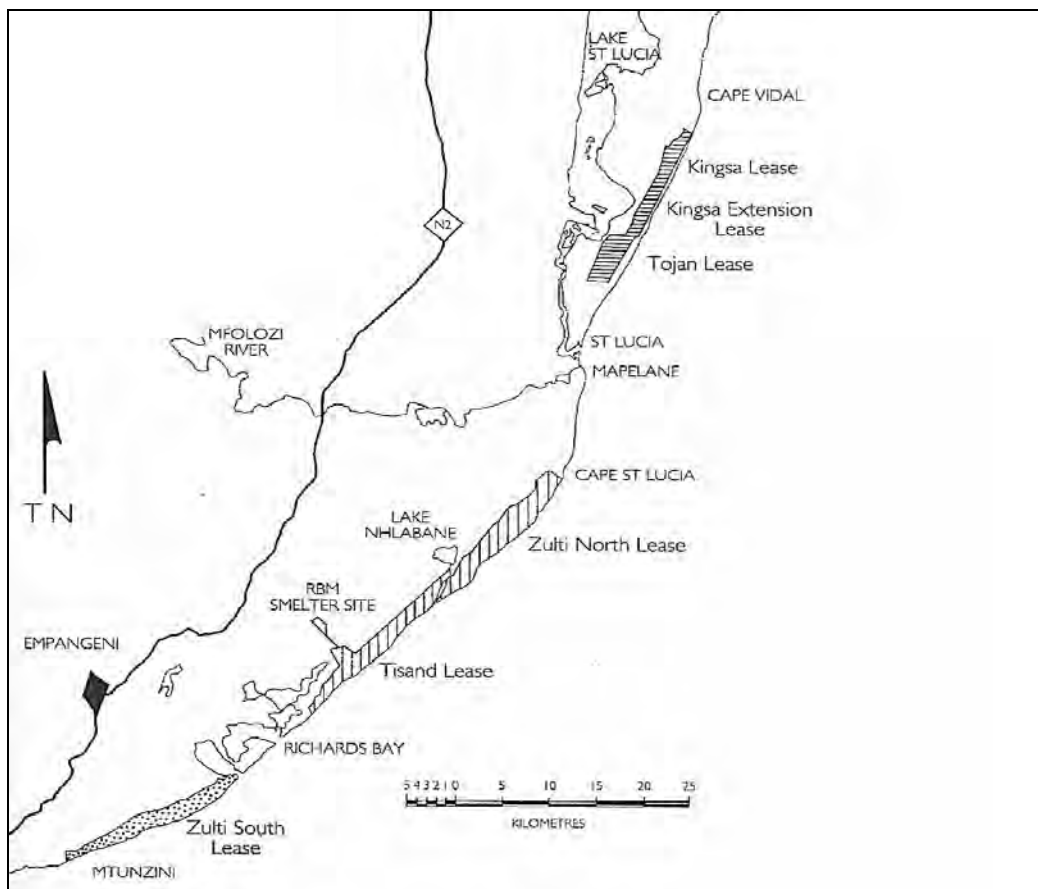 LAKE
ST LUCIA
CAPE VIDAL
Kingsa Lease
Kingsa Extension
Lease
N2
Tojan Lease
MFOLOZI
RIVER
ST LUCIA
MAPELANE
TN
CAPE ST LUCIA
LAKE
NHLABANE
Zulti North Lease
RBM
SMELTER SITE
EMPANGENI
Tisand Lease
RICHARDS BAY
5 4 3 2 1 0 5 10 15 20 25
KILOMETRES
Zulti South
Lease
MTUNZINI